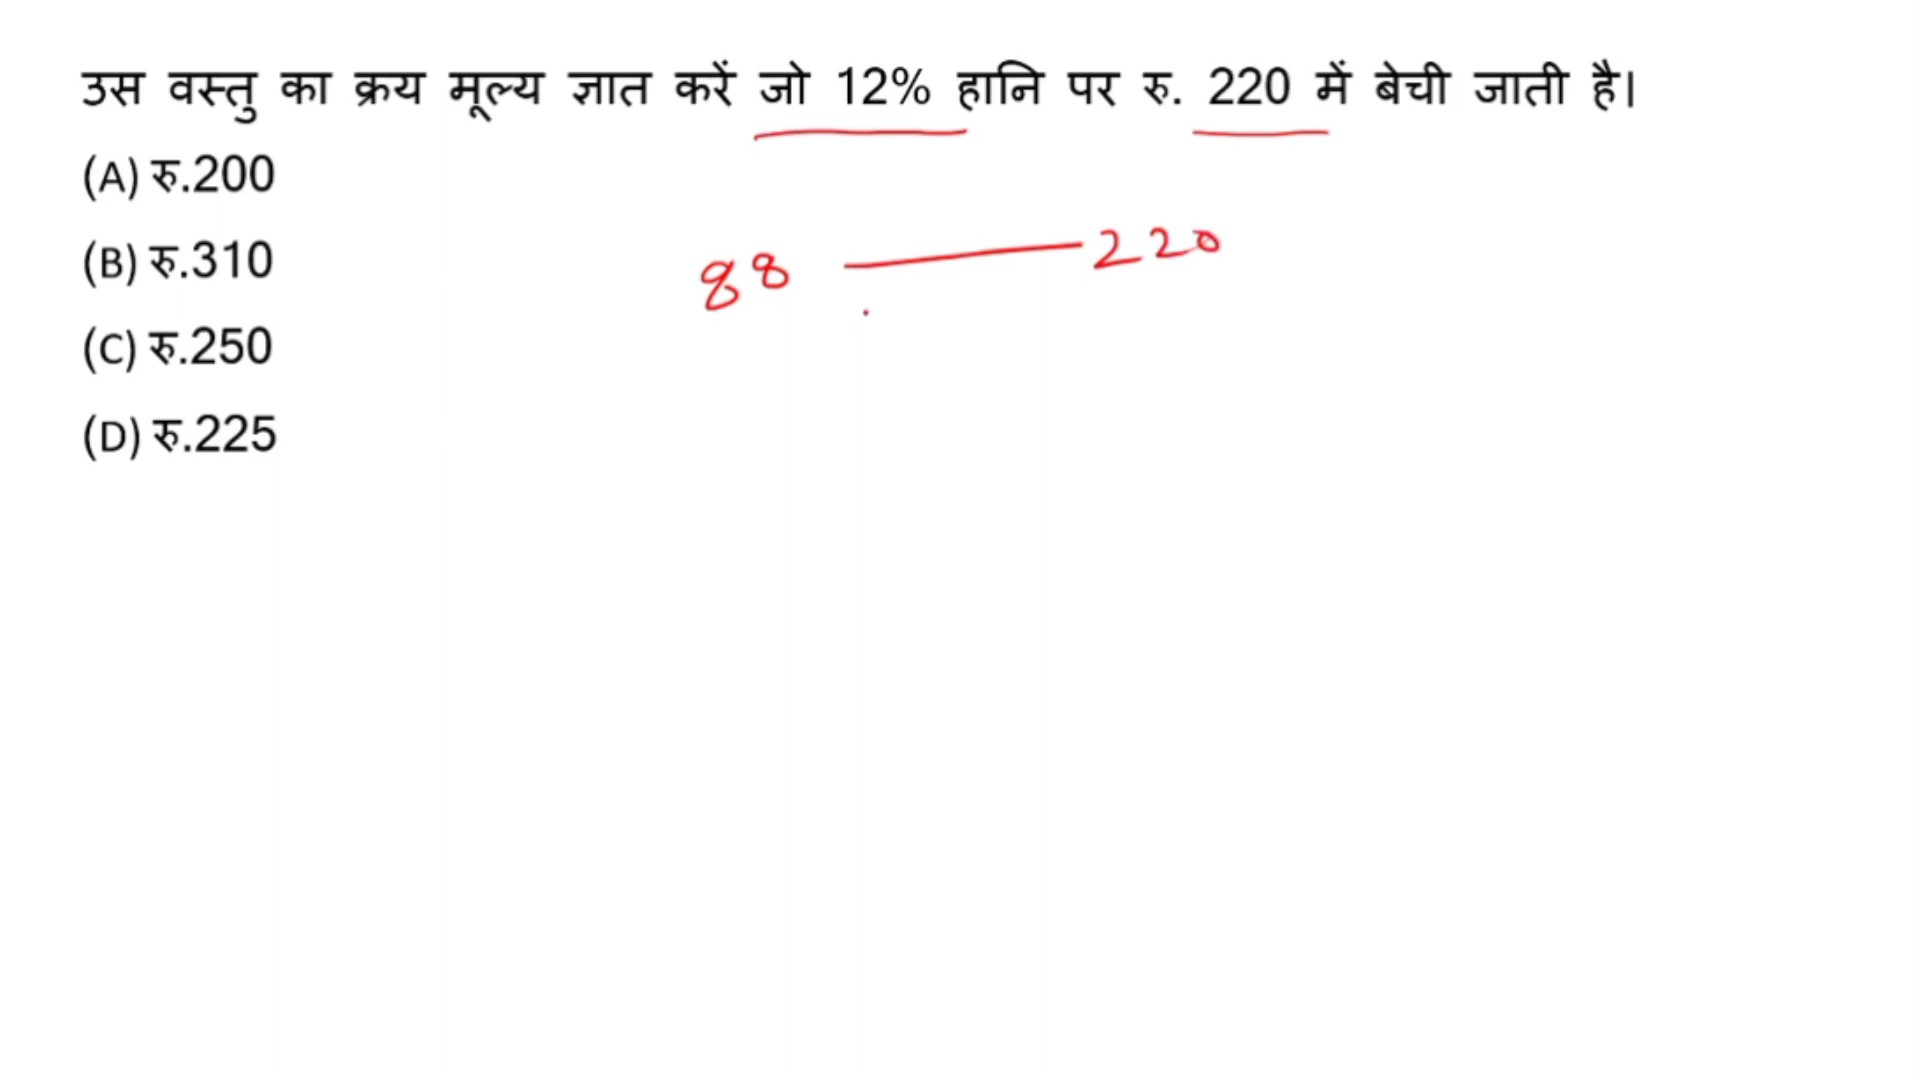 उस वस्तु का क्रय मूल्य ज्ञात करें जो 12% हानि पर रु. 220 में बेची जाती है।
(A) रु.200
(B) रु.310
(C) रु.250
(D) रु.225
88 — 220